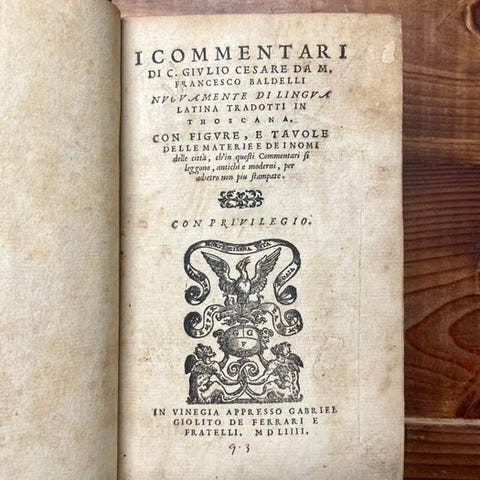 I COMMENTARI
DI C. GIVLIO CESARE DA M.
FRANCESCO BALDELLI
NVOVAMENTE DI LINGVA
LATINA TRADOTTI IN
THOSCANA.
CON FIGVRE, E TAVOLE
DELLE MATERIE E DE I NOMI
delle città, ch'in questi Commentari si
leggono, antichi e moderni, per
adietro non piu stampate.
CON PRIVILEGIO.
G G
F
IN VINEGIA APPRESSO GABRIEL
GIOLITO DE FERRARI E
FRATELLI. MDLIIII.
9.3